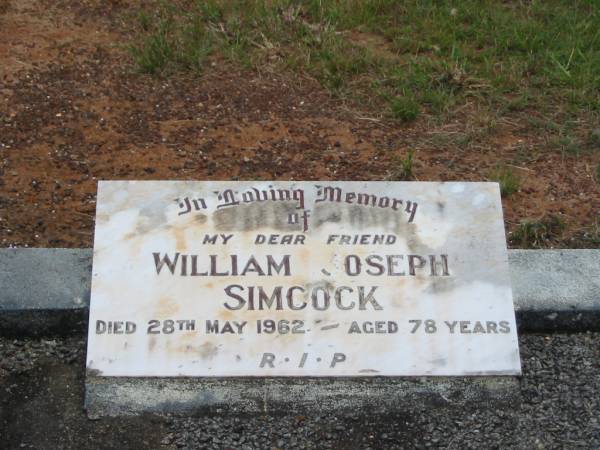 In Loving Memory
of
MY DEAR FRIEND
WILLIAM JOSEPH
SIMCOCK
DIED 28TH MAY 1962 — AGED 78 YEARS
R·I·P